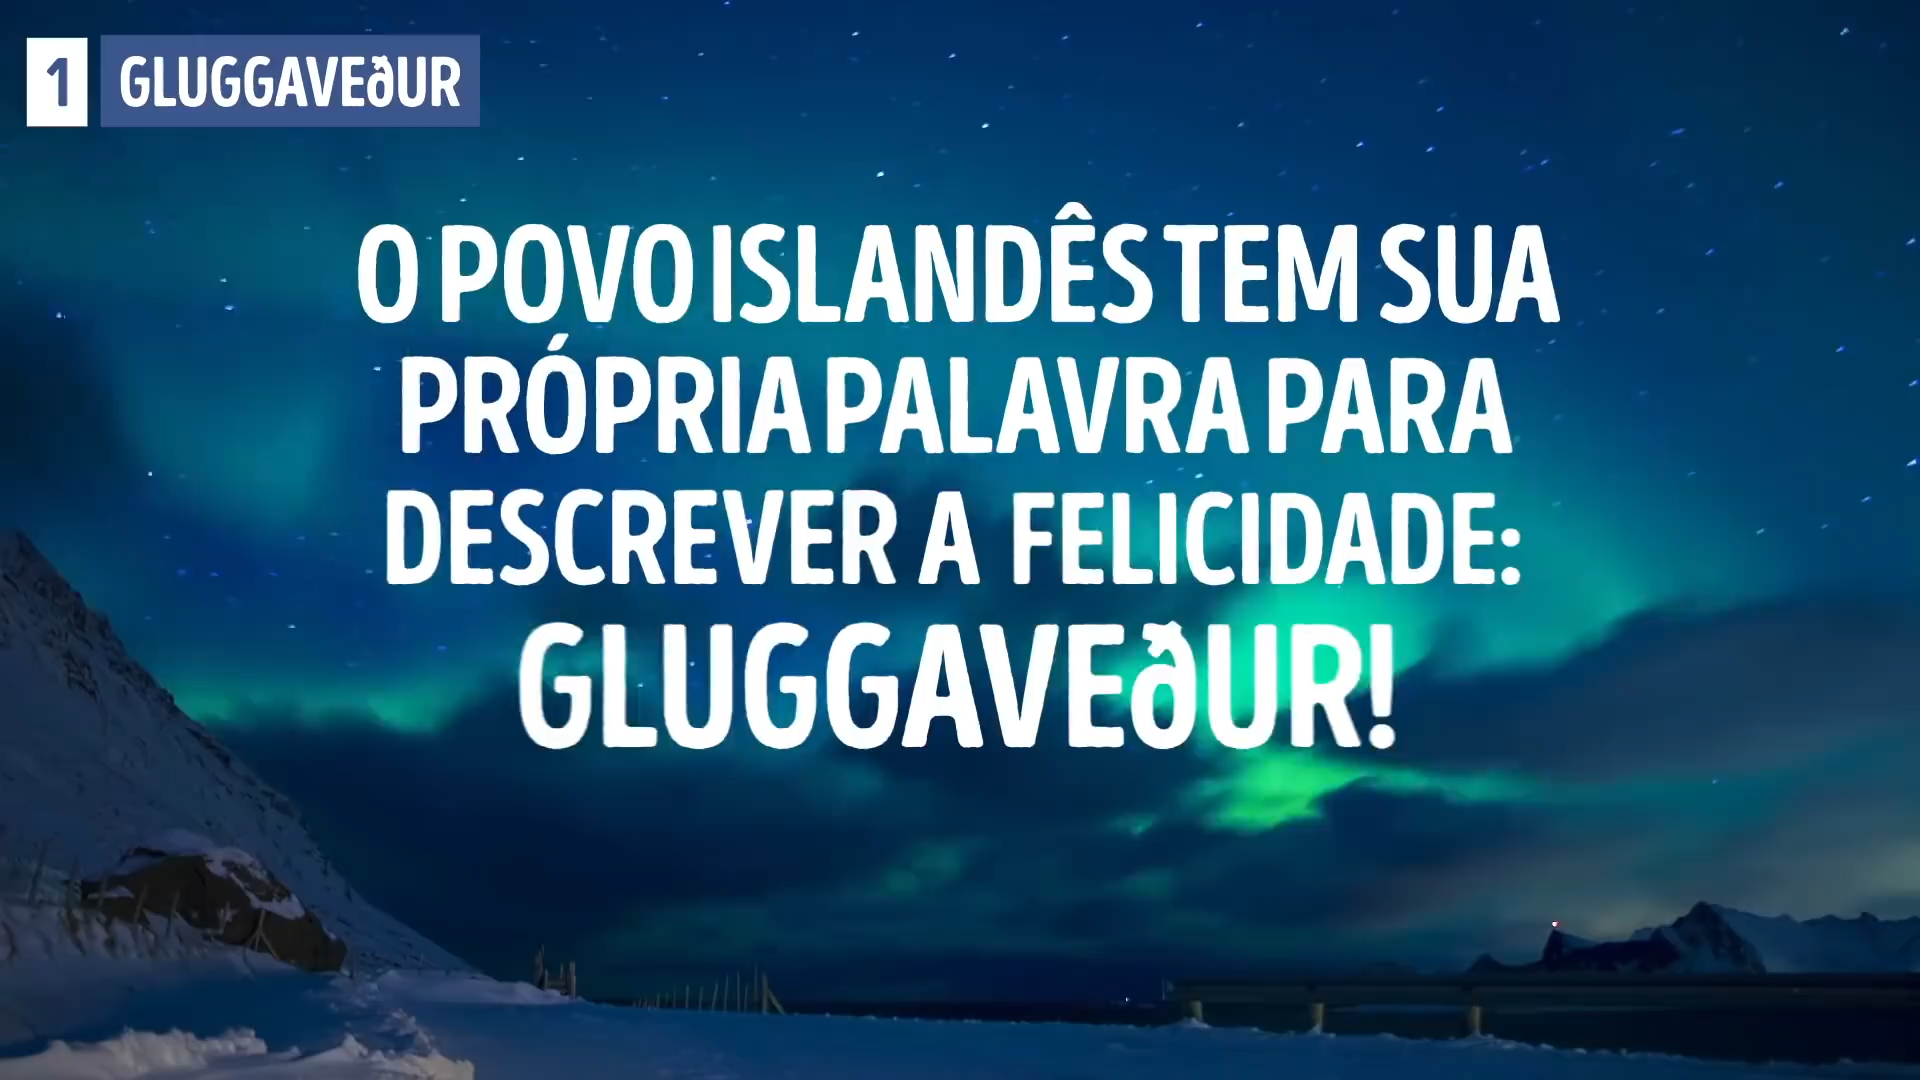 1 GLUGGAVEðUR
O POVO ISLANDÊS TEM SUA
PRÓPRIA PALAVRA PARA
DESCREVER A FELICIDADE:
GLUGGAVEðUR!